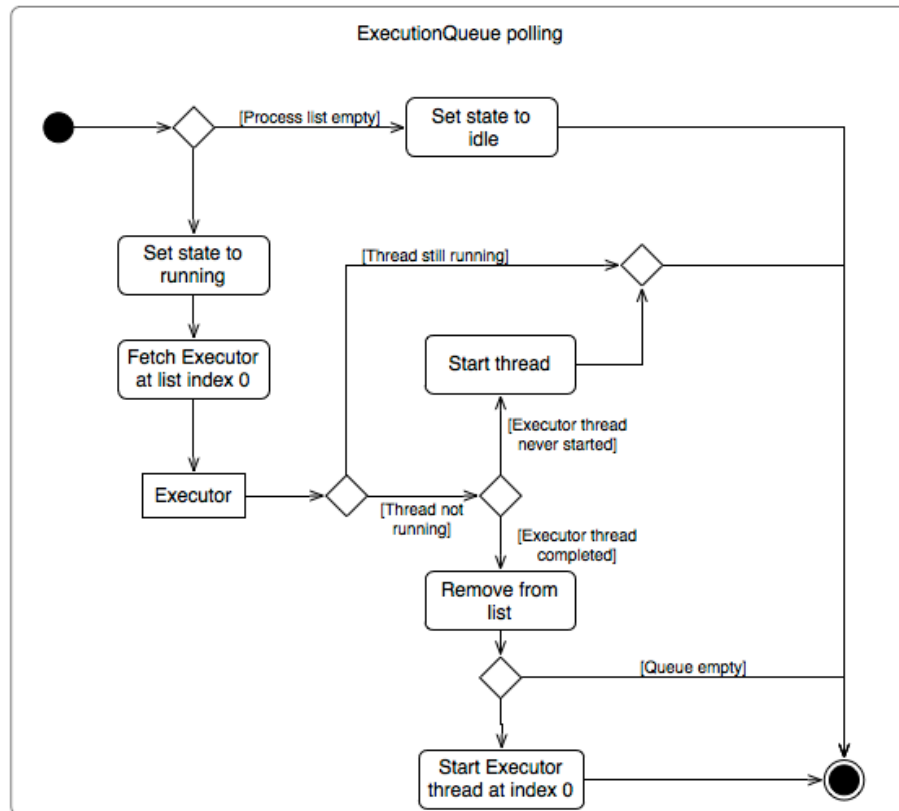 ExecutionQueue polling
[Process list empty]
Set state to
idle
Set state to
running
[Thread still running]
Fetch Executor
at list index 0
Start thread
[Executor thread
never started]
Executor
[Thread not
running]
[Executor thread
completed]
Remove from
list
[Queue empty]
Start Executor
thread at index 0